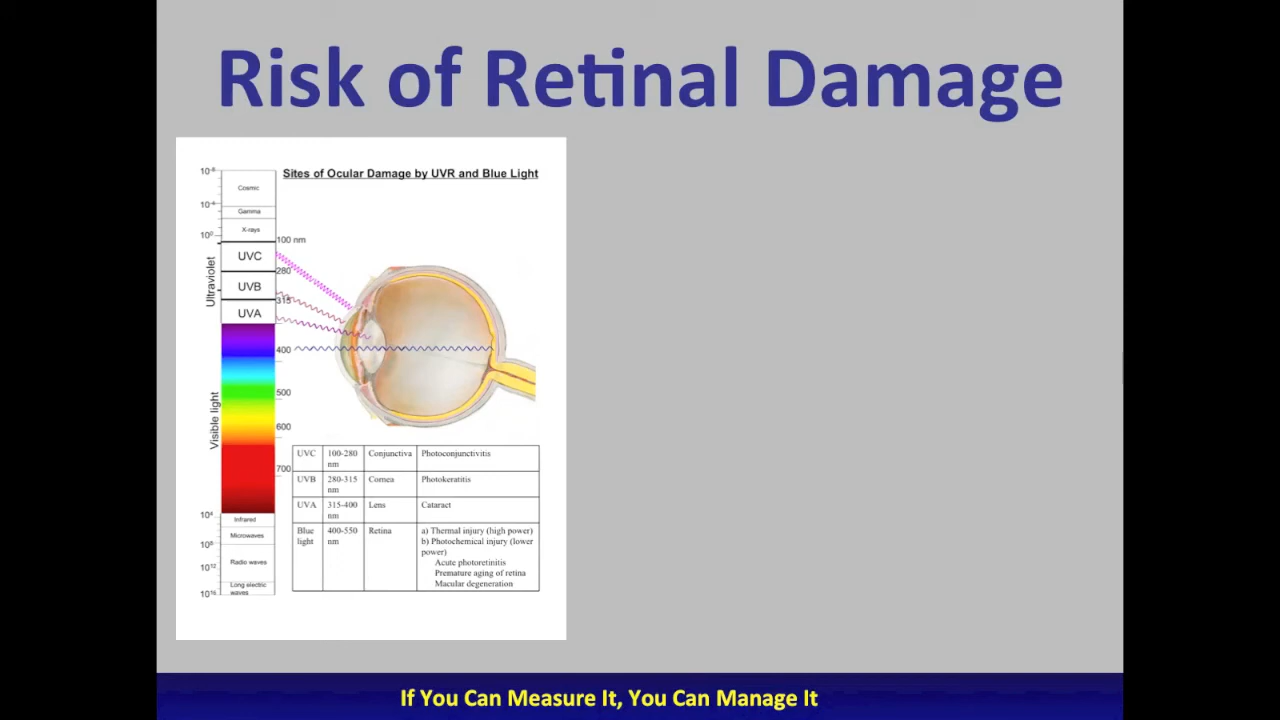 Risk of Retinal Damage
Sites of Ocular Damage by UVR and Blue Light
10⁻⁸
Cosmic
10⁻⁴
Gamma
X-rays
10⁰
100 nm
UVC
280
Ultraviolet
UVB
315
UVA
400
500
Visible light
600
700
10⁴
Infrared
Microwaves
10⁸
Radio waves
10¹²
Long electric
waves
10¹⁶
UVC 100-280 Conjunctiva Photoconjunctivitis
nm
UVB 280-315 Cornea Photokeratitis
nm
UVA 315-400 Lens Cataract
nm
Blue 400-550 Retina a) Thermal injury (high power)
light nm b) Photochemical injury (lower
power)
Acute photoretinitis
Premature aging of retina
Macular degeneration
If You Can Measure It, You Can Manage It